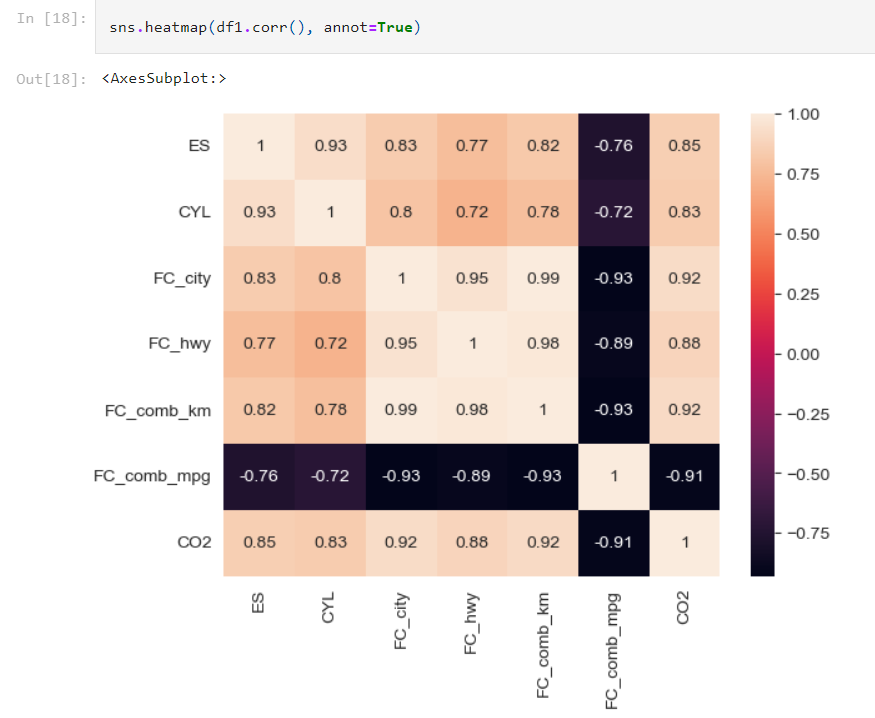 In [18]: sns.heatmap(df1.corr(), annot=True)
Out[18]: <AxesSubplot:>
1.00
ES 1 0.93 0.83 0.77 0.82 -0.76 0.85
0.75
CYL 0.93 1 0.8 0.72 0.78 -0.72 0.83
0.50
FC_city 0.83 0.8 1 0.95 0.99 -0.93 0.92
0.25
FC_hwy 0.77 0.72 0.95 1 0.98 -0.89 0.88
0.00
FC_comb_km 0.82 0.78 0.99 0.98 1 -0.93 0.92
−0.25
FC_comb_mpg -0.76 -0.72 -0.93 -0.89 -0.93 1 -0.91
−0.50
CO2 0.85 0.83 0.92 0.88 0.92 -0.91 1
−0.75
ES CYL FC_city FC_hwy FC_comb_km FC_comb_mpg CO2